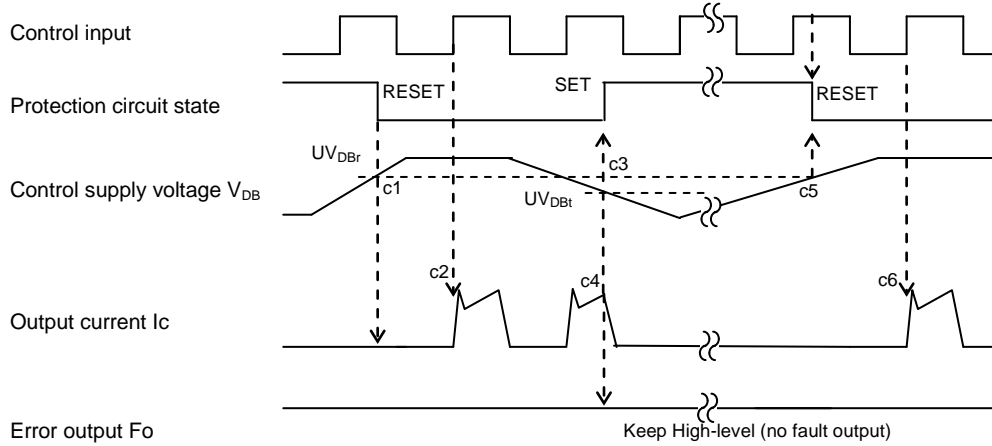 Control input
Protection circuit state
RESET
SET
RESET
UVDBr
c1
c3
c5
Control supply voltage VDB
UVDBt
c2
c4
c6
Output current Ic
Error output Fo
Keep High-level (no fault output)